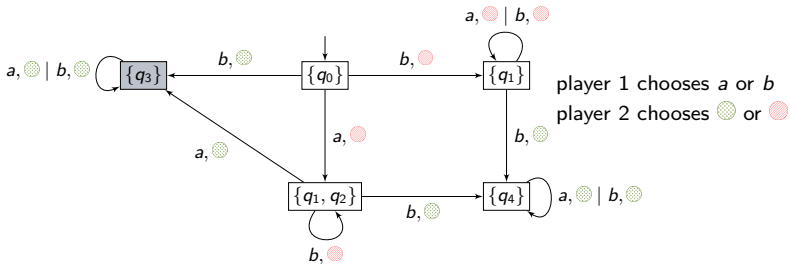 a, | b,
b,
b,
a, | b,
{q₃}
{q₀}
{q₁}
player 1 chooses a or b
player 2 chooses or
a,
b,
a,
{q₁, q₂}
{q₄}
a, | b,
b,
b,